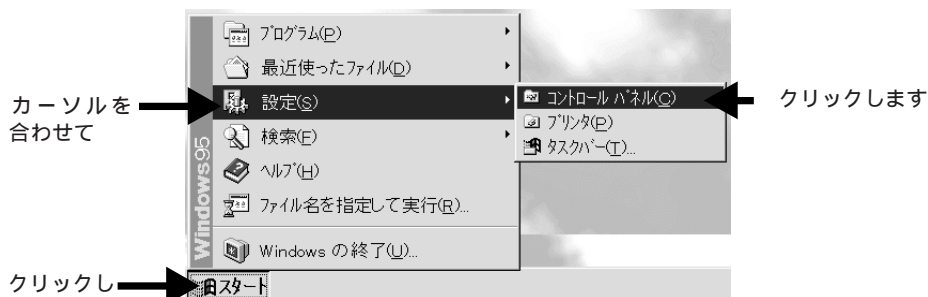 プログラム(P)
最近使ったファイル(D)
カーソルを
合わせて
設定(S)
コントロール パネル(C)
クリックします
プリンタ(P)
タスクバー(T)...
検索(F)
ヘルプ(H)
ファイル名を指定して実行(R)...
Windows の終了(U)...
Windows95
クリックし
スタート